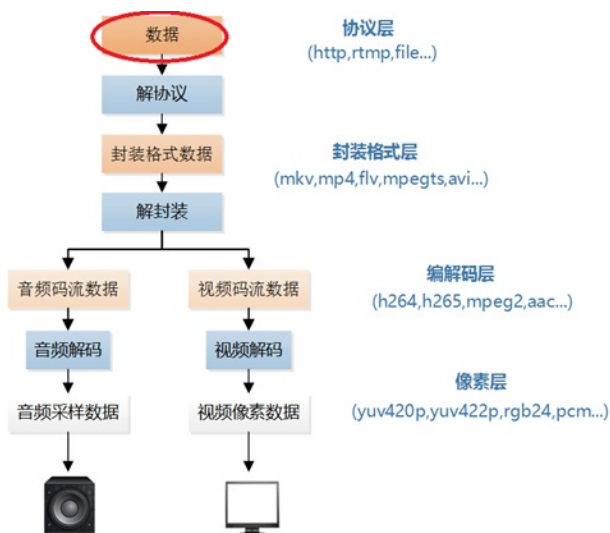 数据
协议层
(http,rtmp,file...)
解协议
封装格式数据
封装格式层
(mkv,mp4,flv,mpegts,avi...)
解封装
音频码流数据
视频码流数据
编解码层
(h264,h265,mpeg2,aac...)
音频解码
视频解码
像素层
音频采样数据
视频像素数据
(yuv420p,yuv422p,rgb24,pcm...)